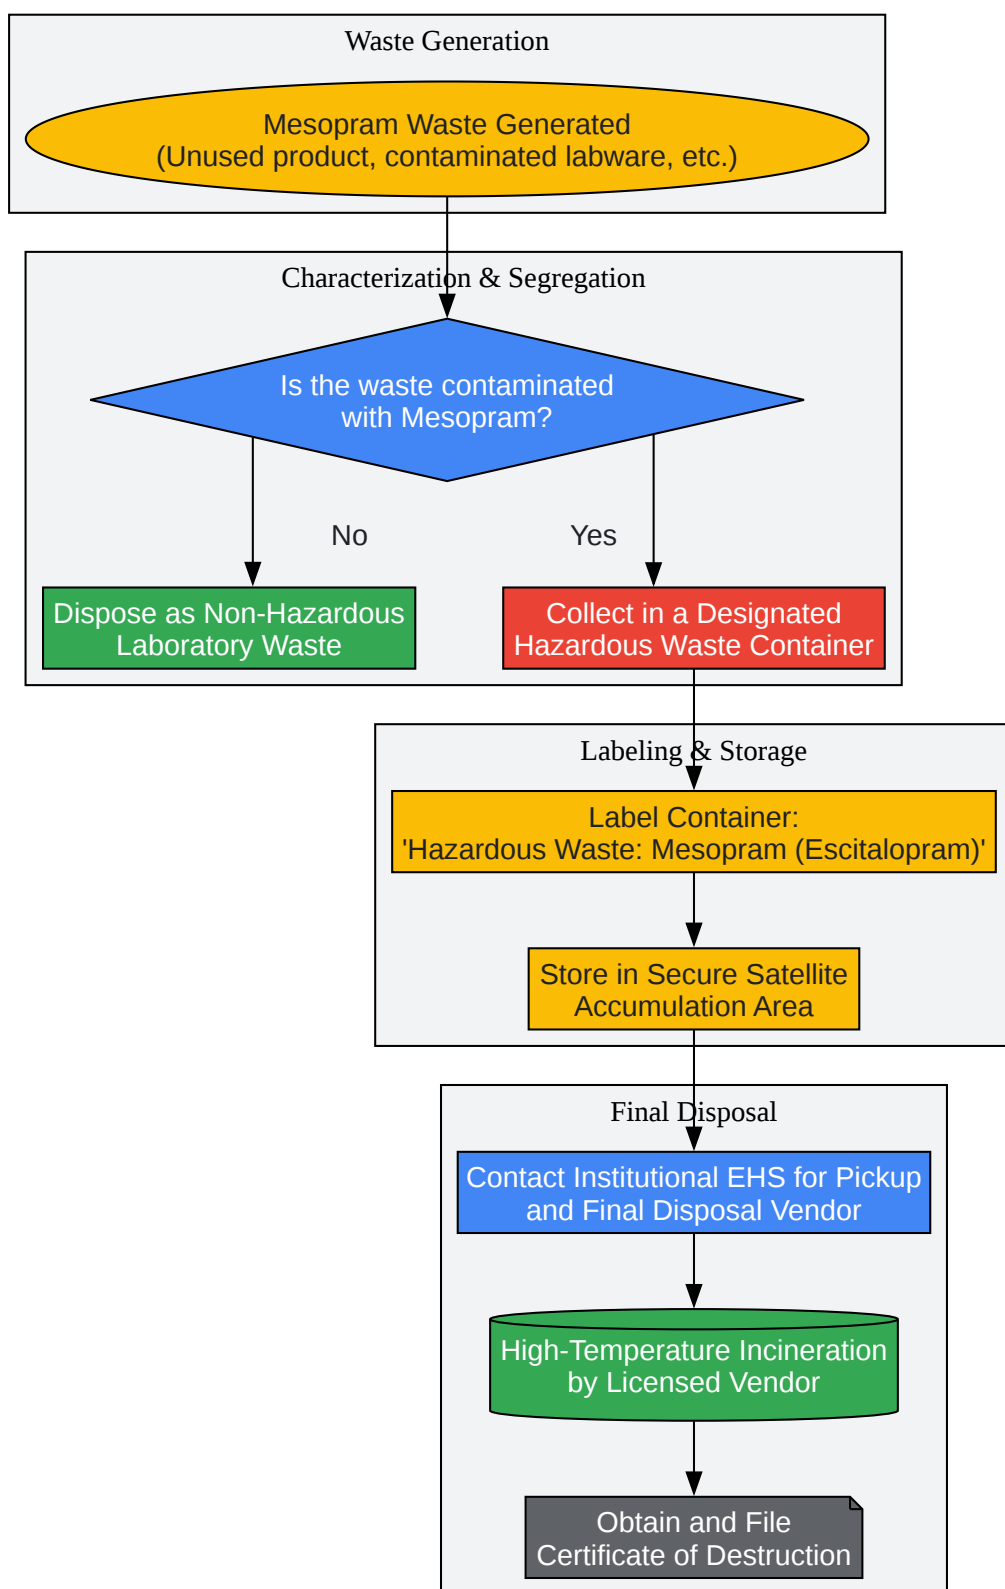 Waste Generation
Mesopram Waste Generated
(Unused product, contaminated labware, etc.)
Characterization & Segregation
Is the waste contaminated
with Mesopram?
No
Yes
Dispose as Non-Hazardous
Laboratory Waste
Collect in a Designated
Hazardous Waste Container
Labeling & Storage
Label Container:
'Hazardous Waste: Mesopram (Escitalopram)'
Store in Secure Satellite
Accumulation Area
Final Disposal
Contact Institutional EHS for Pickup
and Final Disposal Vendor
High-Temperature Incineration
by Licensed Vendor
Obtain and File
Certificate of Destruction